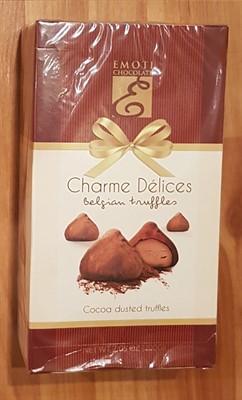 EMOTI
CHOCOLATE
Charme Délices
belgian truffles
Cocoa dusted truffles